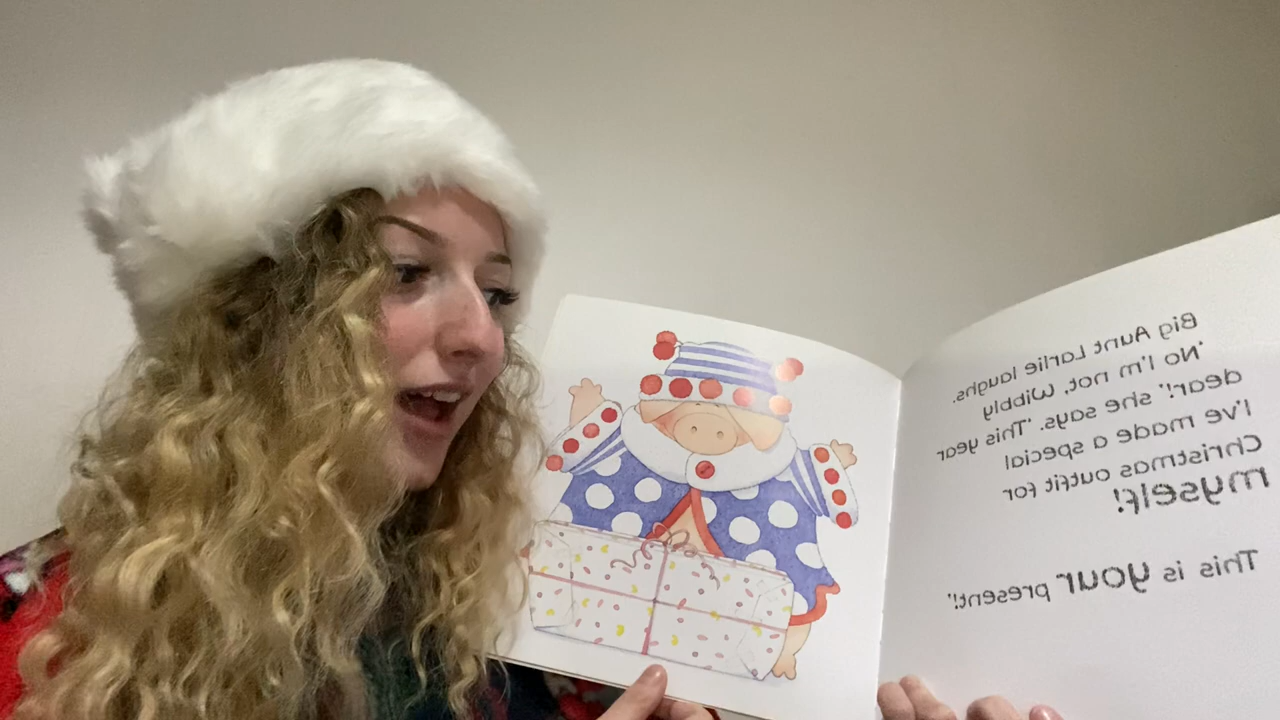 Big Aunt Larlie laughs.
'No I'm not, Wibbly
dear!' she says. 'This year
I've made a special
Christmas outfit for
myself!
This is your present!'